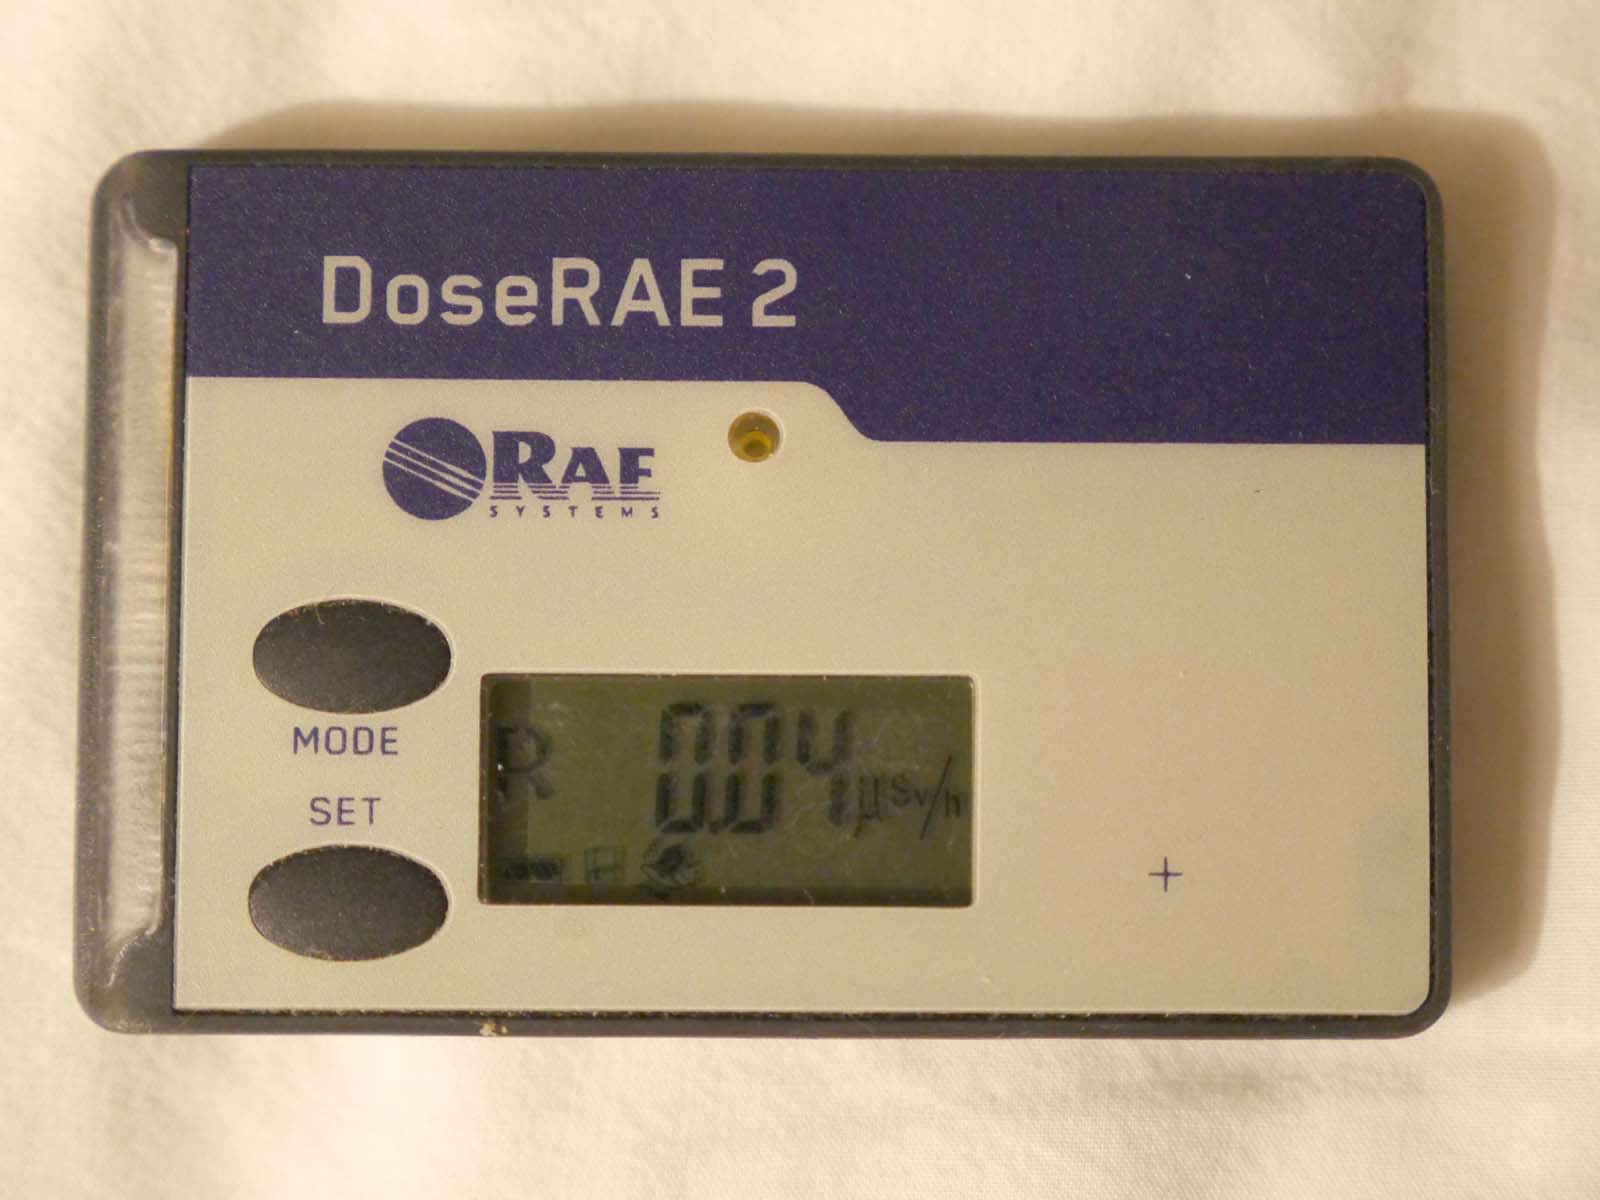 DoseRAE 2
RAE
SYSTEMS
MODE
SET
R 0.04 µSv/h
+